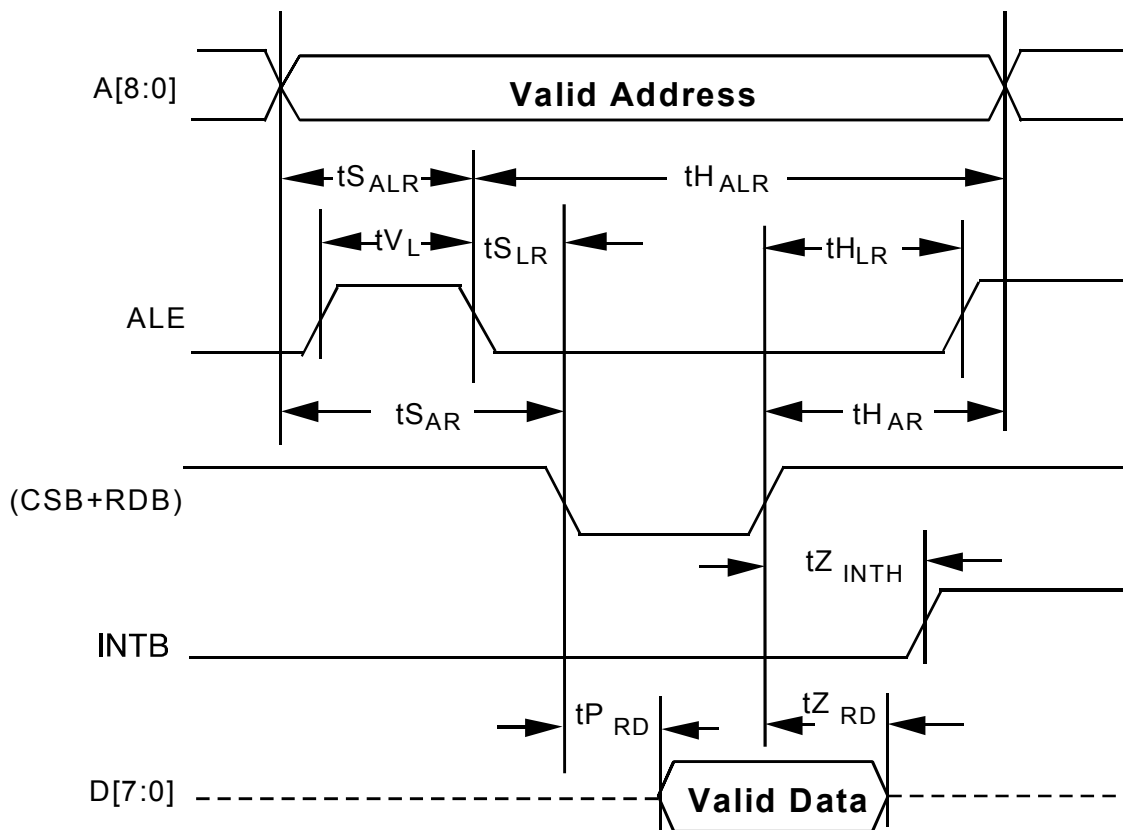 A[8:0]
Valid Address
tS ALR
tH ALR
tV L
tS LR
tH LR
ALE
tS AR
tH AR
(CSB+RDB)
tZ INTH
INTB
tP RD
tZ RD
D[7:0]
Valid Data